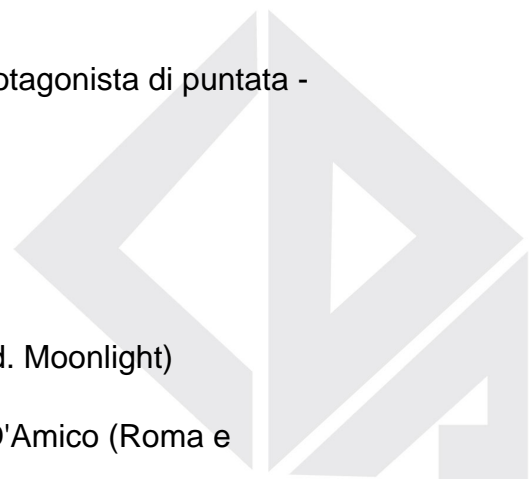 otagonista di puntata -
d. Moonlight)
D'Amico (Roma e